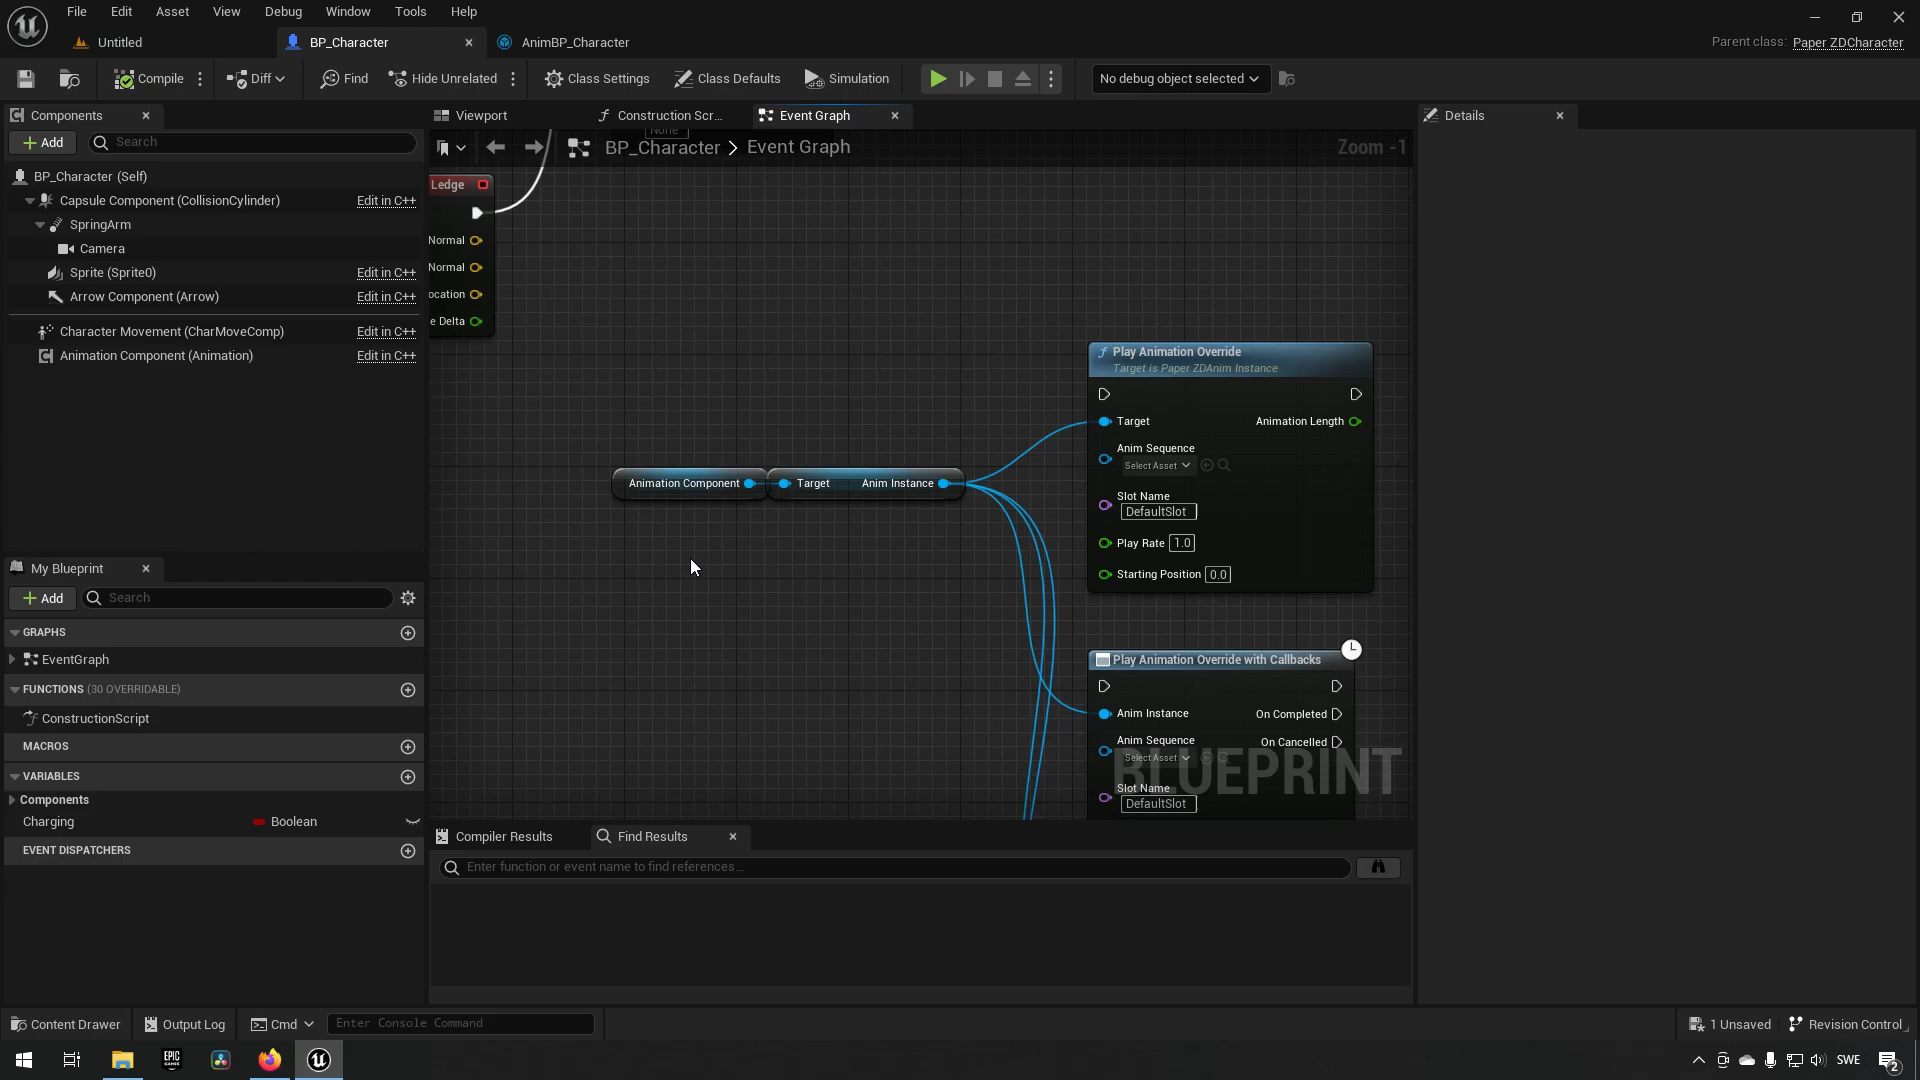 File Edit Asset View Debug Window Tools Help
Untitled
BP_Character
AnimBP_Character
Parent class: Paper ZDCharacter
Compile
Diff
Find
Hide Unrelated
Class Settings
Class Defaults
Simulation
No debug object selected
Components
Viewport
Construction Scr...
Event Graph
Details
Add
Search
None
BP_Character > Event Graph
Zoom -1
BP_Character (Self)
Capsule Component (CollisionCylinder) Edit in C++
SpringArm
Camera
Sprite (Sprite0) Edit in C++
Arrow Component (Arrow) Edit in C++
Character Movement (CharMoveComp) Edit in C++
Animation Component (Animation) Edit in C++
Ledge
Normal
Normal
ocation
e Delta
Animation Component
Target Anim Instance
Play Animation Override
Target is Paper ZDAnim Instance
Target Animation Length
Anim Sequence
Select Asset
Slot Name
DefaultSlot
Play Rate 1.0
Starting Position 0.0
Play Animation Override with Callbacks
Anim Instance On Completed
Anim Sequence On Cancelled
Select Asset
Slot Name
DefaultSlot
BLUEPRINT
My Blueprint
Add
Search
GRAPHS
EventGraph
FUNCTIONS (30 OVERRIDABLE)
ConstructionScript
MACROS
VARIABLES
Components
Charging Boolean
EVENT DISPATCHERS
Compiler Results
Find Results
Enter function or event name to find references...
Content Drawer
Output Log
Cmd
Enter Console Command
1 Unsaved
Revision Control
EPIC
GAMES
SWE
2